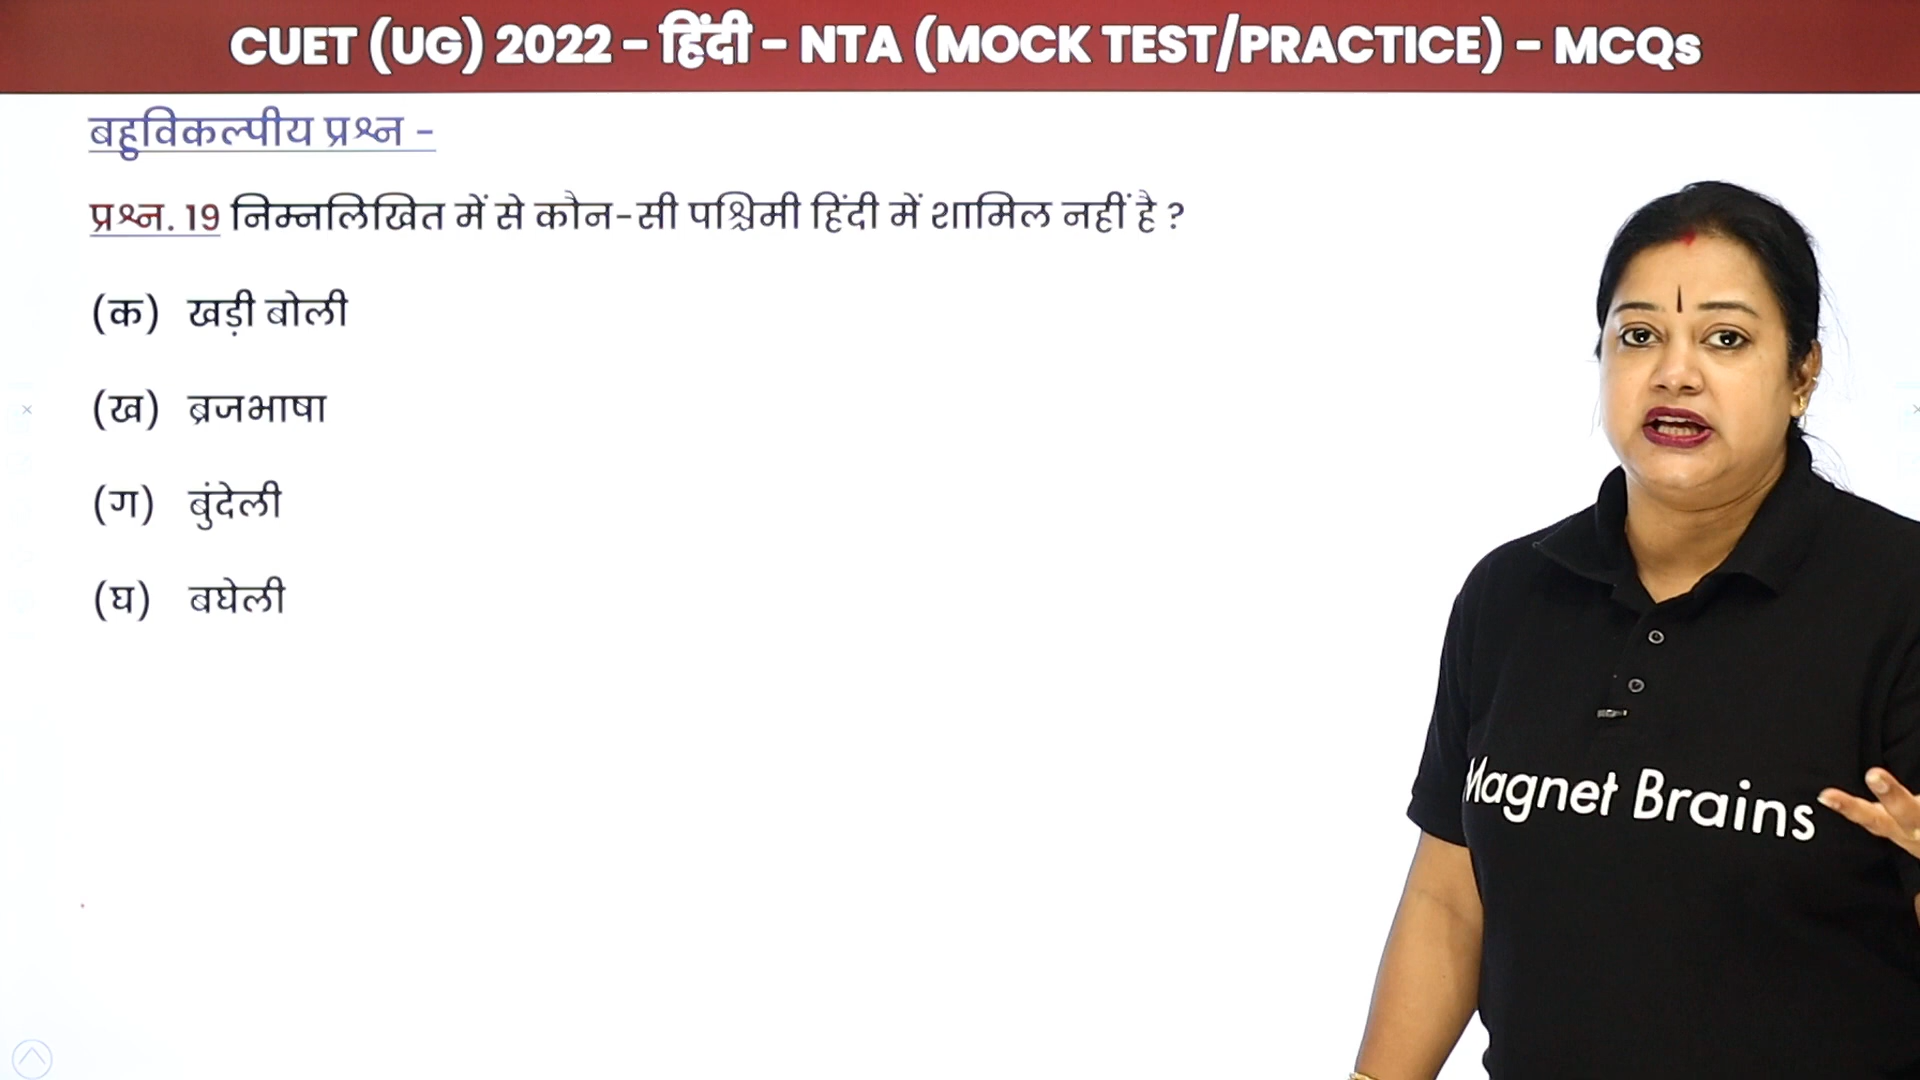 CUET (UG) 2022 - हिंदी - NTA (MOCK TEST/PRACTICE) - MCQs
बहुविकल्पीय प्रश्न -
प्रश्न. 19 निम्नलिखित में से कौन-सी पश्चिमी हिंदी में शामिल नहीं है ?
(क) खड़ी बोली
(ख) ब्रजभाषा
(ग) बुंदेली
(घ) बघेली
Magnet Brains